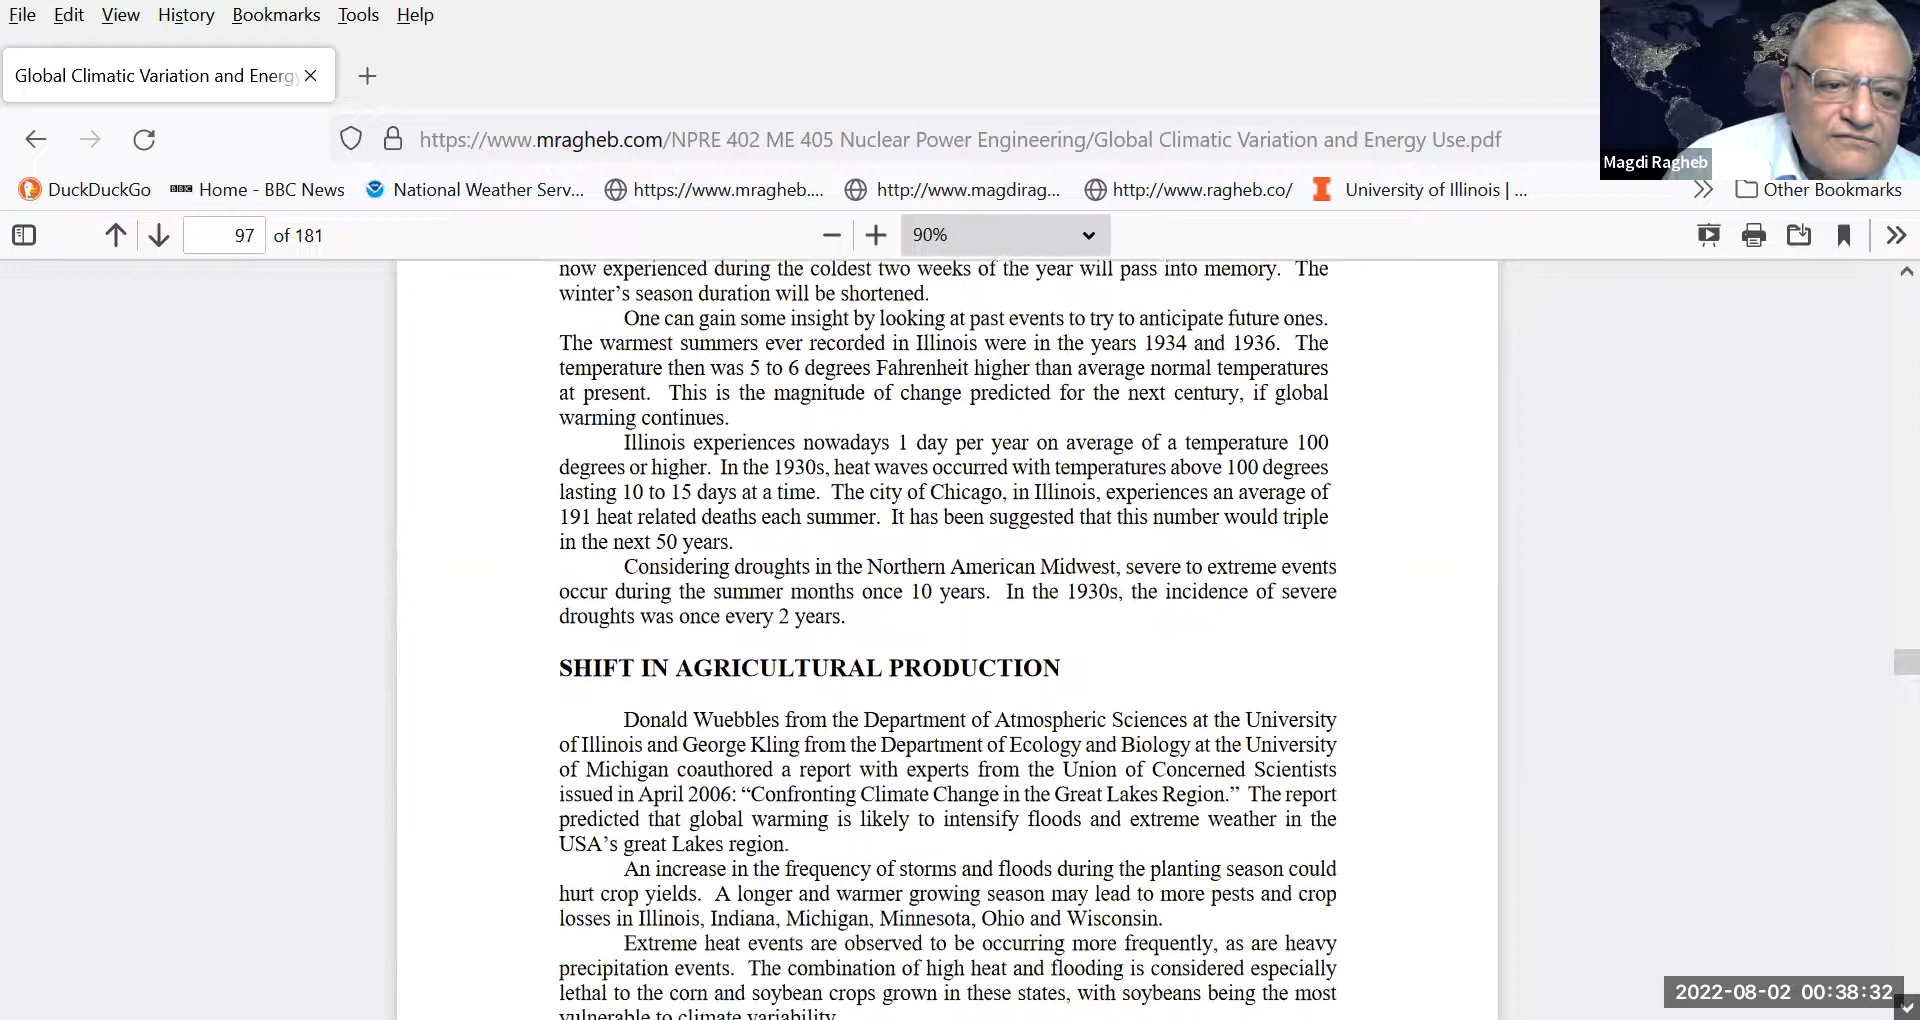 File Edit View History Bookmarks Tools Help
Global Climatic Variation and Energy
https://www.mragheb.com/NPRE 402 ME 405 Nuclear Power Engineering/Global Climatic Variation and Energy Use.pdf
Magdi Ragheb
DuckDuckGo BBC Home - BBC News National Weather Serv... https://www.mragheb.... http://www.magdirag... http://www.ragheb.co/ University of Illinois | ... Other Bookmarks
97 of 181 90%
now experienced during the coldest two weeks of the year will pass into memory. The
winter’s season duration will be shortened.
One can gain some insight by looking at past events to try to anticipate future ones.
The warmest summers ever recorded in Illinois were in the years 1934 and 1936. The
temperature then was 5 to 6 degrees Fahrenheit higher than average normal temperatures
at present. This is the magnitude of change predicted for the next century, if global
warming continues.
Illinois experiences nowadays 1 day per year on average of a temperature 100
degrees or higher. In the 1930s, heat waves occurred with temperatures above 100 degrees
lasting 10 to 15 days at a time. The city of Chicago, in Illinois, experiences an average of
191 heat related deaths each summer. It has been suggested that this number would triple
in the next 50 years.
Considering droughts in the Northern American Midwest, severe to extreme events
occur during the summer months once 10 years. In the 1930s, the incidence of severe
droughts was once every 2 years.
SHIFT IN AGRICULTURAL PRODUCTION
Donald Wuebbles from the Department of Atmospheric Sciences at the University
of Illinois and George Kling from the Department of Ecology and Biology at the University
of Michigan coauthored a report with experts from the Union of Concerned Scientists
issued in April 2006: “Confronting Climate Change in the Great Lakes Region.” The report
predicted that global warming is likely to intensify floods and extreme weather in the
USA’s great Lakes region.
An increase in the frequency of storms and floods during the planting season could
hurt crop yields. A longer and warmer growing season may lead to more pests and crop
losses in Illinois, Indiana, Michigan, Minnesota, Ohio and Wisconsin.
Extreme heat events are observed to be occurring more frequently, as are heavy
precipitation events. The combination of high heat and flooding is considered especially
lethal to the corn and soybean crops grown in these states, with soybeans being the most
vulnerable to climate variability.
2022-08-02 00:38:32